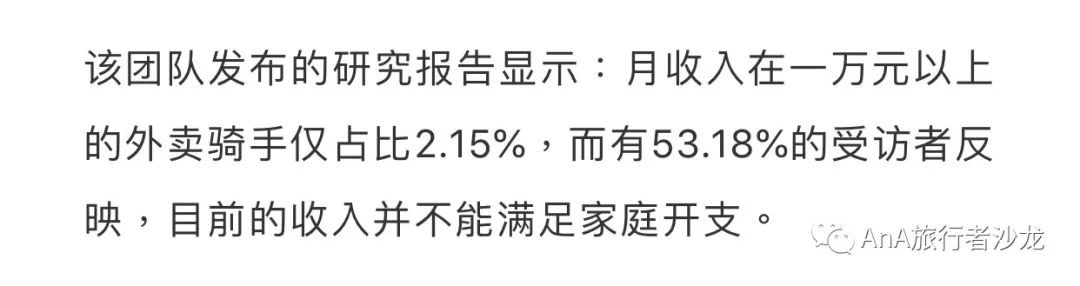 该团队发布的研究报告显示：月收入在一万元以上
的外卖骑手仅占比2.15%，而有53.18%的受访者反
映，目前的收入并不能满足家庭开支。
AnA旅行者沙龙